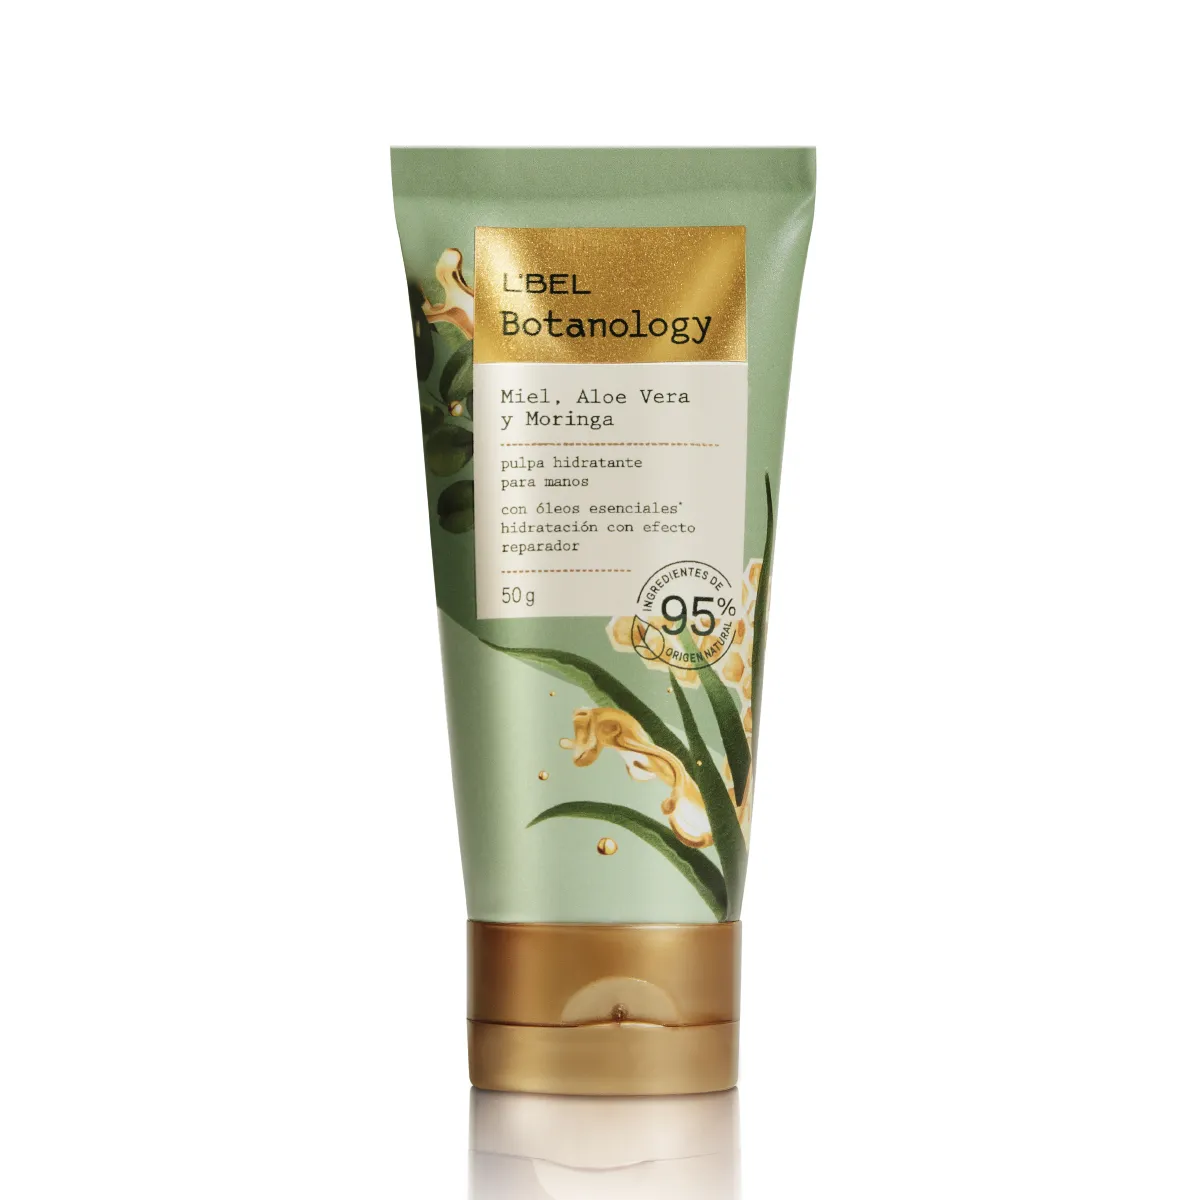 L'BEL
Botanology
Miel, Aloe Vera
y Moringa
pulpa hidratante
para manos
con óleos esenciales*
hidratación con efecto
reparador
50 g
INGREDIENTES DE
95%
ORIGEN NATURAL